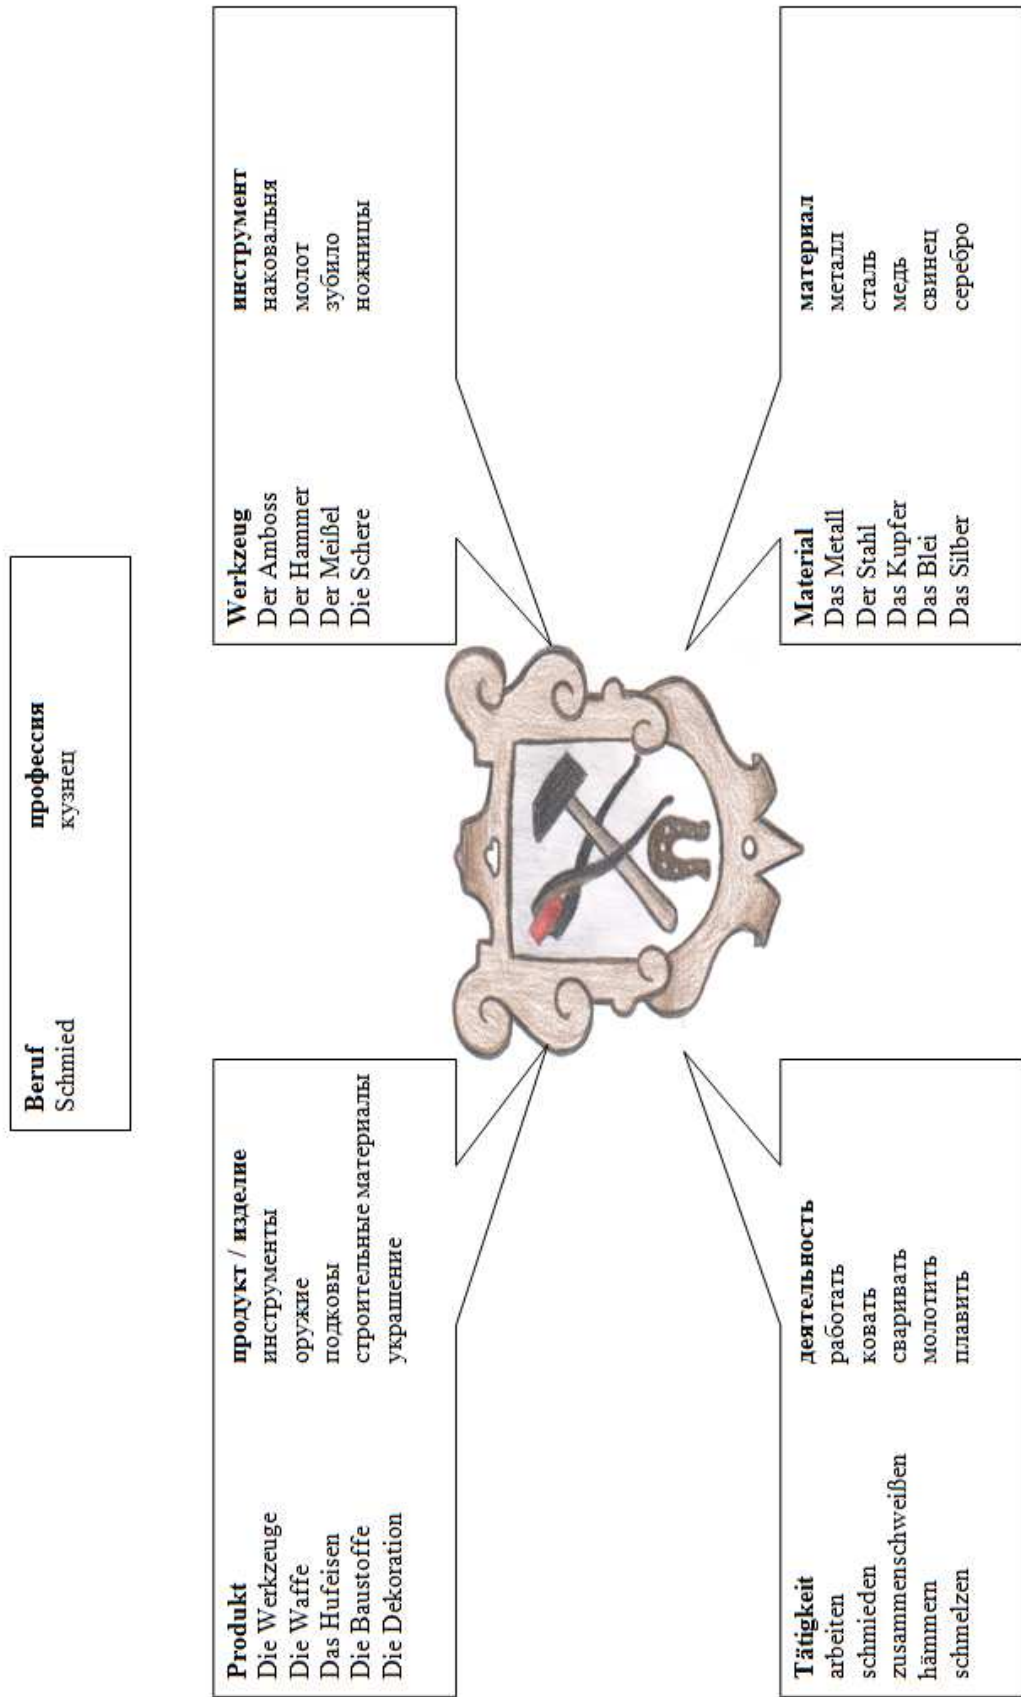 Beruf профессия
Schmied кузнец
Produkt продукт / изделие
Die Werkzeuge инструменты
Die Waffe оружие
Das Hufeisen подковы
Die Baustoffe строительные материалы
Die Dekoration украшение
Werkzeug инструмент
Der Amboss наковальня
Der Hammer молот
Der Meißel зубило
Die Schere ножницы
Tätigkeit деятельность
arbeiten работать
schmieden ковать
zusammenschweißen сваривать
hämmern молотить
schmelzen плавить
Material материал
Das Metall металл
Der Stahl сталь
Das Kupfer медь
Das Blei свинец
Das Silber серебро